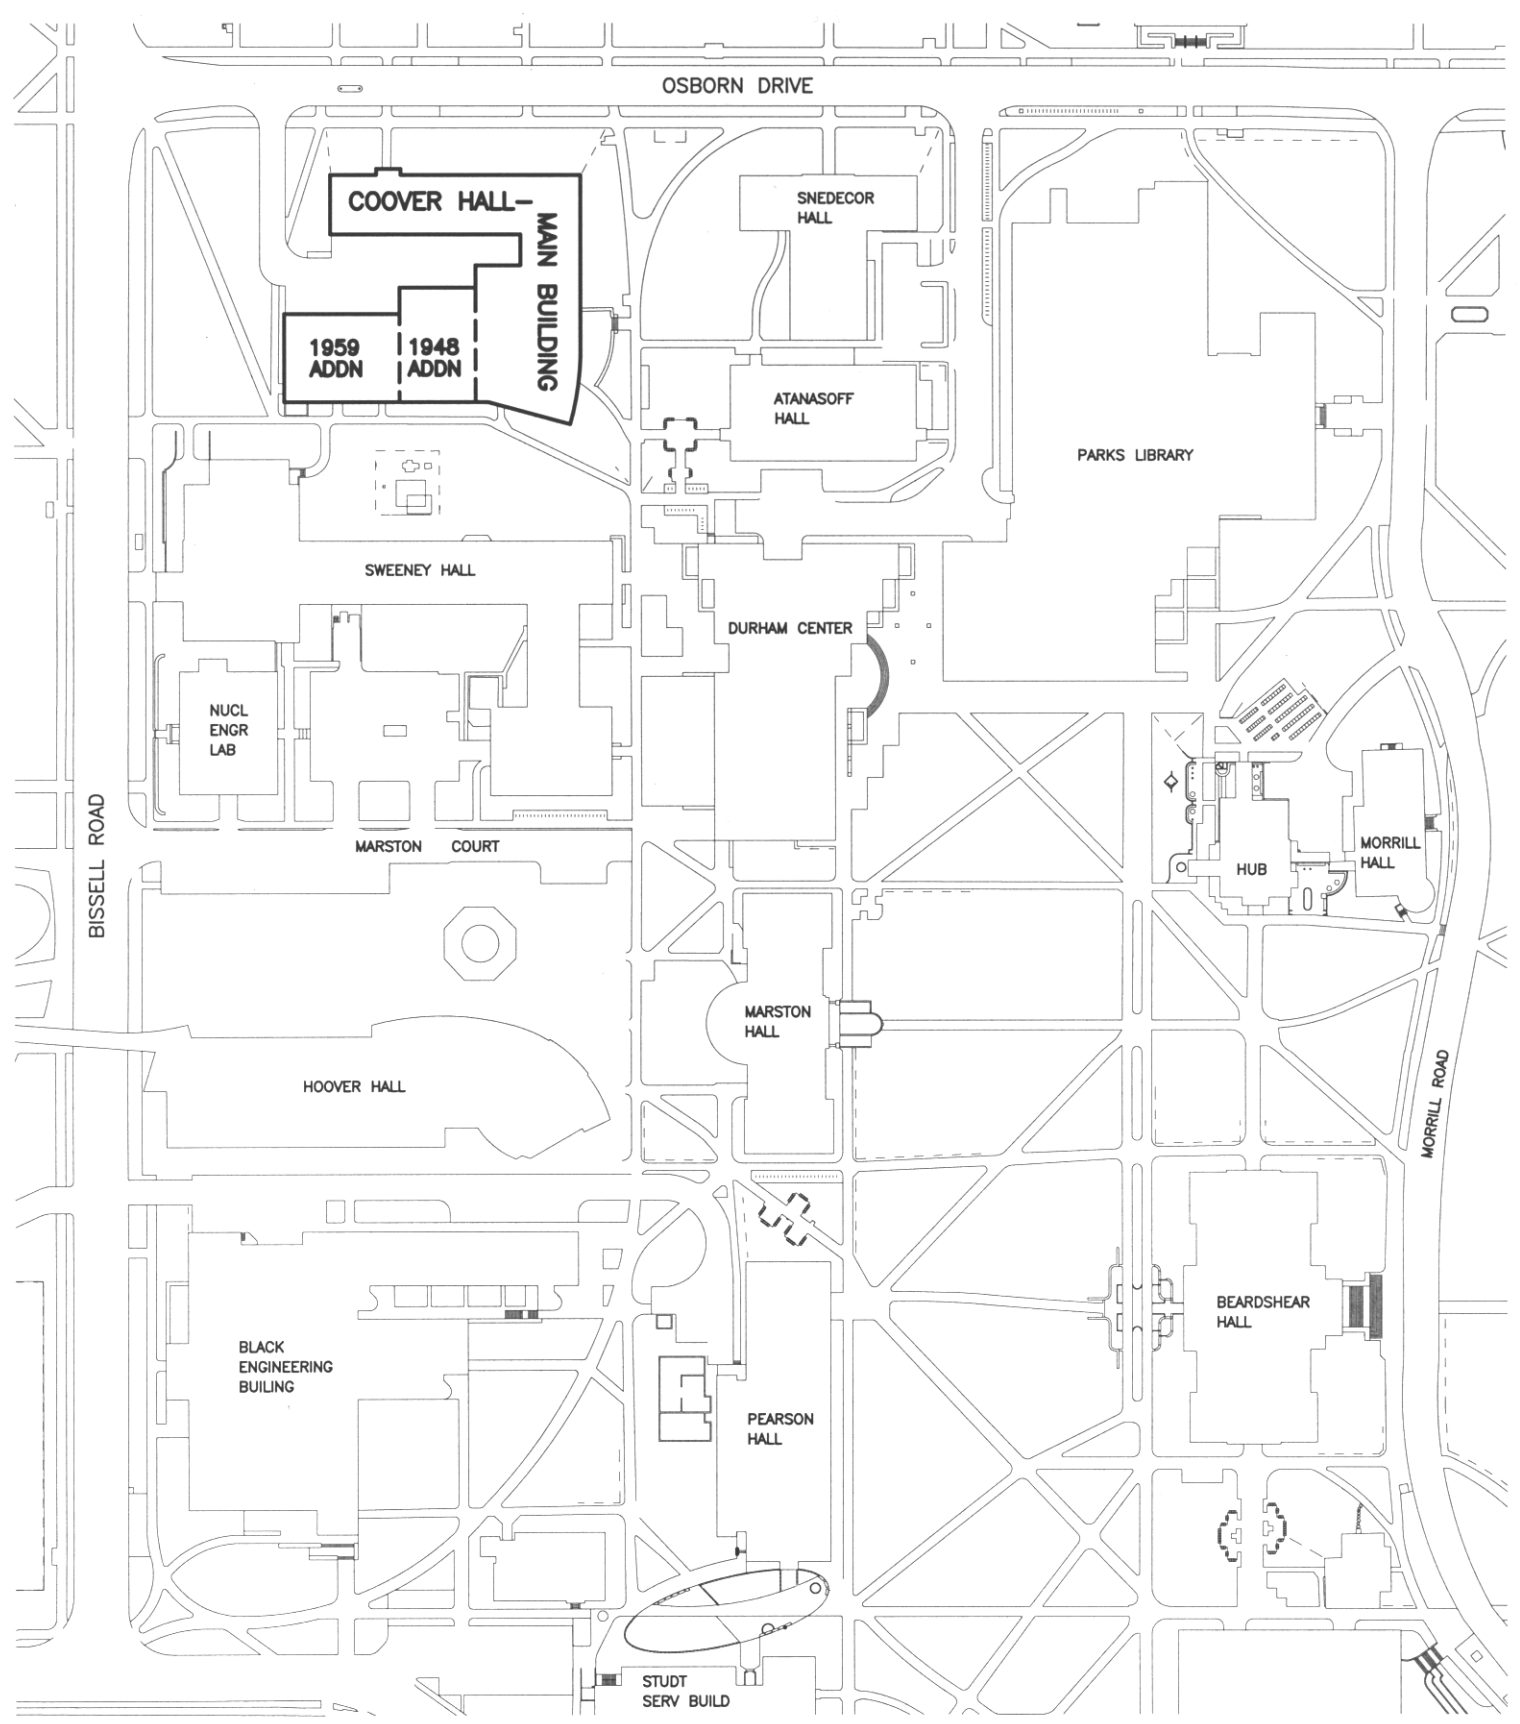 OSBORN DRIVE
COOVER HALL-
MAIN BUILDING
SNEDECOR
HALL
1959
ADDN
1948
ADDN
ATANASOFF
HALL
PARKS LIBRARY
SWEENEY HALL
DURHAM CENTER
NUCL
ENGR
LAB
BISSELL ROAD
MARSTON COURT
HUB
MORRILL
HALL
MARSTON
HALL
HOOVER HALL
MORRILL ROAD
BEARDSHEAR
HALL
BLACK
ENGINEERING
BUILING
PEARSON
HALL
STUDT
SERV BUILD